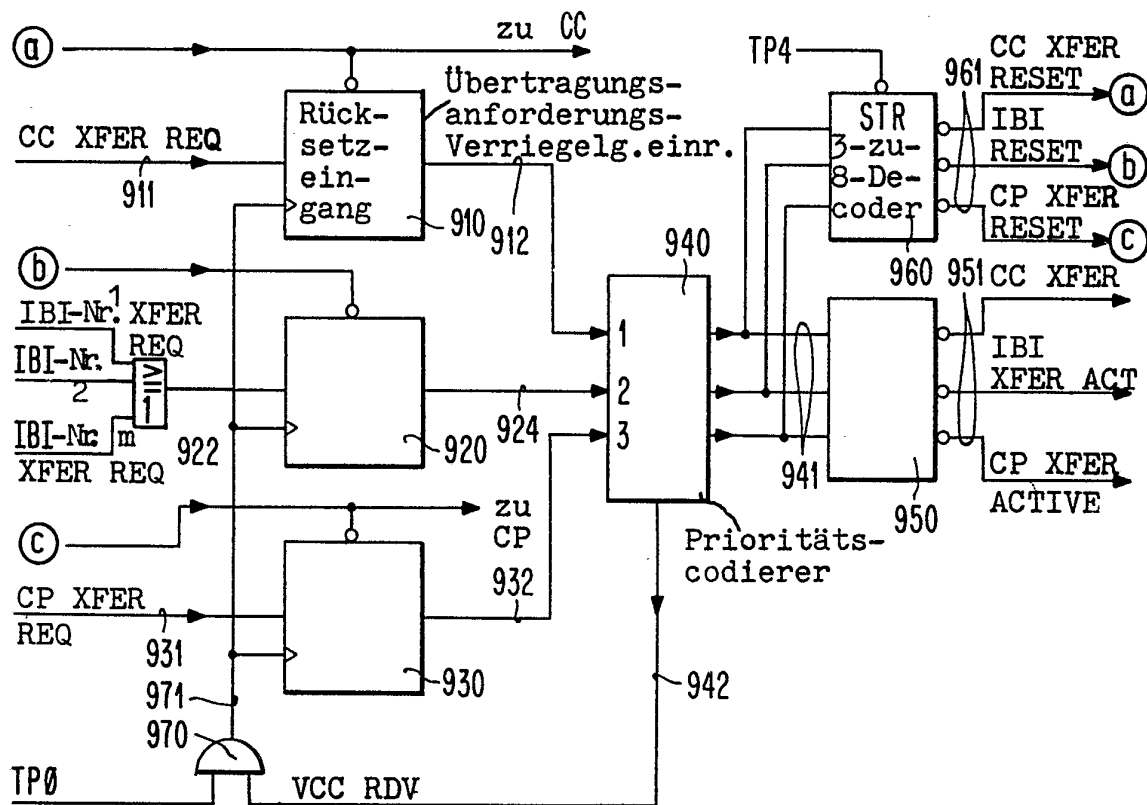 a
zu CC
TP4
961
CC XFER
RESET
a
Übertragungs-
anforderungs-
Verriegelg.einr.
Rück-
setz-
ein-
gang
910
CC XFER REQ
911
912
STR
3-zu-
8-De-
coder
960
IBI
RESET
b
CP XFER
RESET
c
b
940
951
CC XFER
IBI-Nr. 1 XFER
REQ
IBI-Nr.
2
≥
1
IBI-Nr. m
XFER REQ
922
920
924
1
2
3
941
950
IBI
XFER ACT
CP XFER
ACTIVE
c
zu
CP
Prioritäts-
codierer
CP XFER
REQ
931
930
932
942
971
970
TPØ
VCC RDV